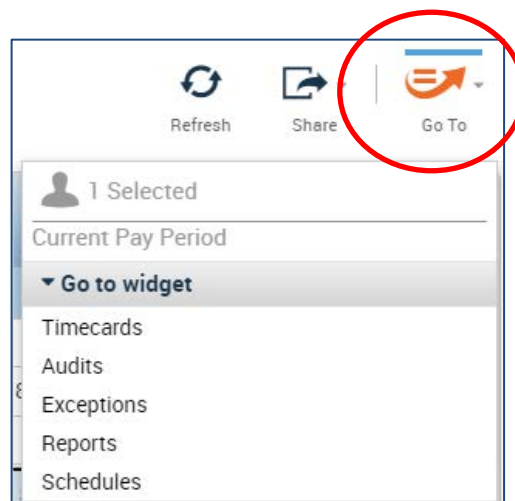 Refresh Share Go To
1 Selected
Current Pay Period
Go to widget
Timecards
Audits
Exceptions
Reports
Schedules